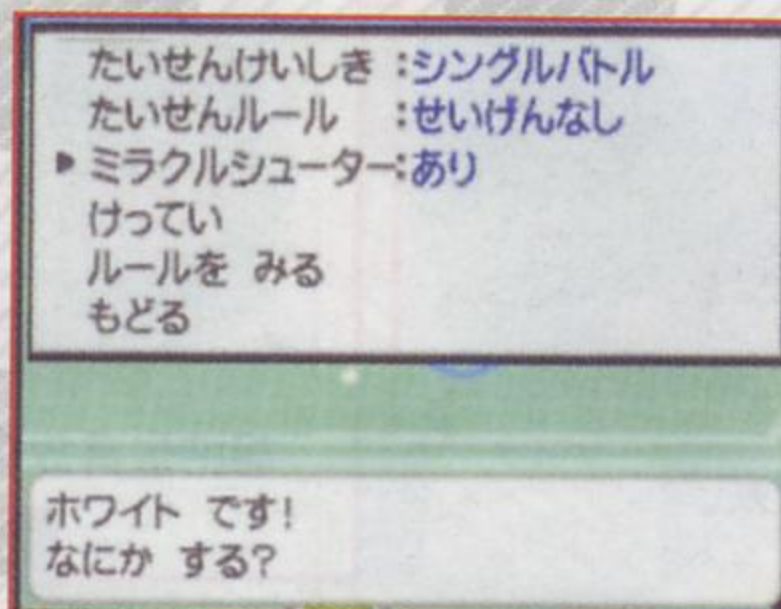 たいせんけいしき：シングルバトル
たいせんルール：せいげんなし
▶ミラクルシューター：あり
けってい
ルールを みる
もどる
ホワイト です！
なにか する？